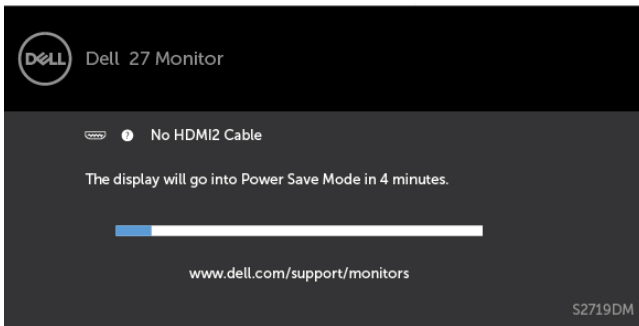 DELL
Dell 27 Monitor
? No HDMI2 Cable
The display will go into Power Save Mode in 4 minutes.
www.dell.com/support/monitors
S2719DM